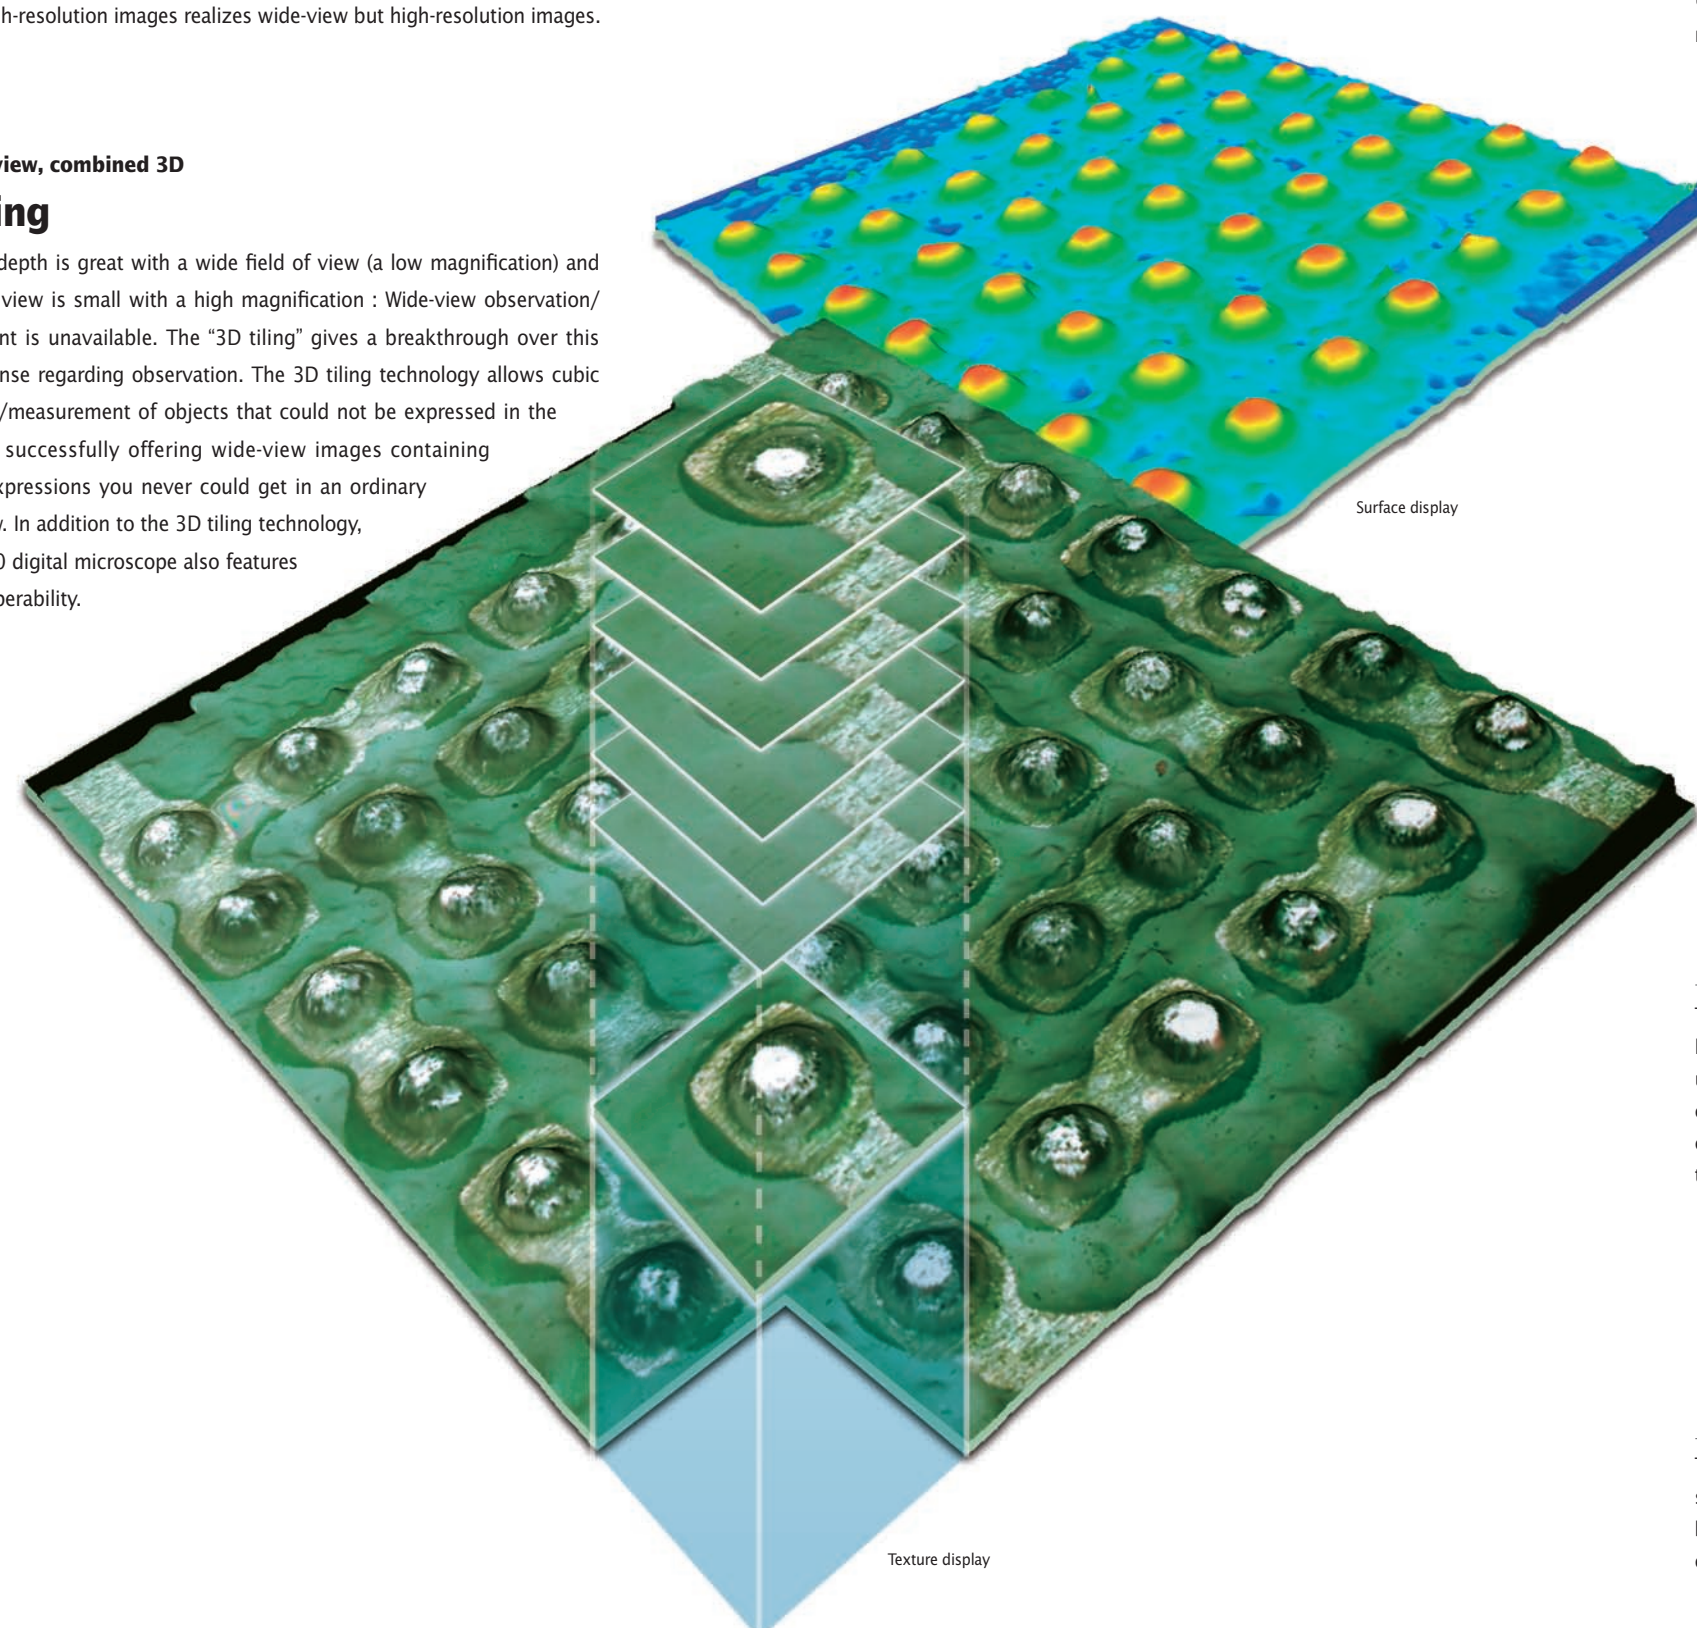 h-resolution images realizes wide-view but high-resolution images.
view, combined 3D
ing
depth is great with a wide field of view (a low magnification) and
view is small with a high magnification : Wide-view observation/
nt is unavailable. The “3D tiling” gives a breakthrough over this
nse regarding observation. The 3D tiling technology allows cubic
/measurement of objects that could not be expressed in the
successfully offering wide-view images containing
xpressions you never could get in an ordinary
. In addition to the 3D tiling technology,
0 digital microscope also features
perability.
Surface display
Texture display